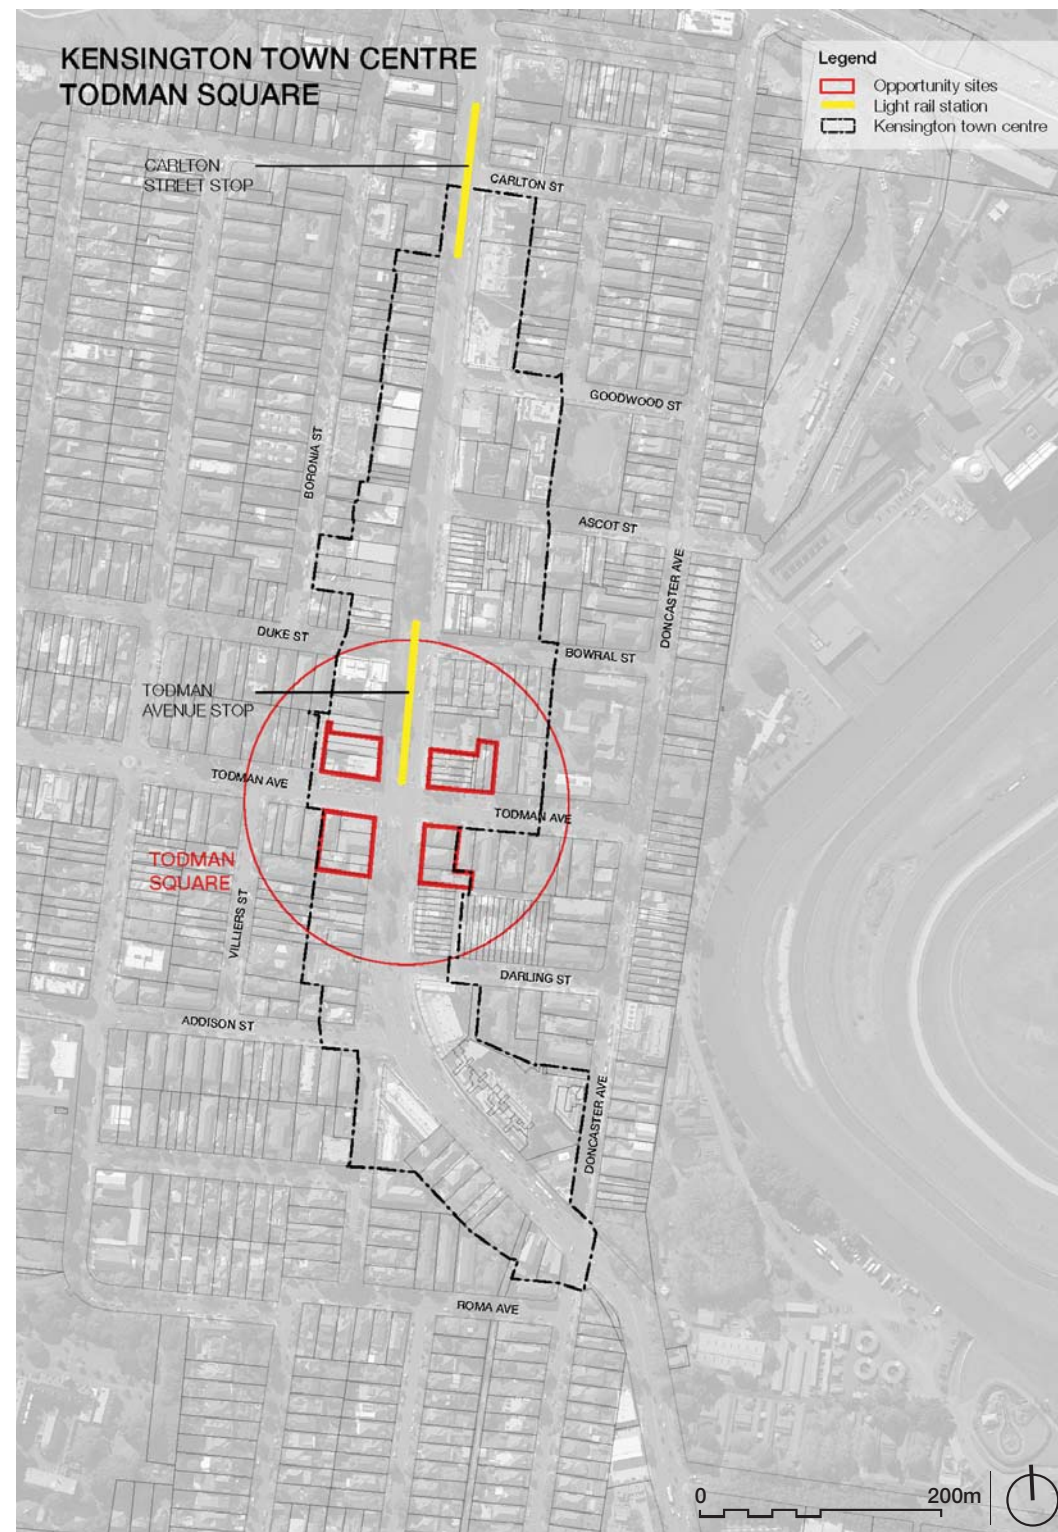 KENSINGTON TOWN CENTRE
TODMAN SQUARE
Legend
Opportunity sites
Light rail station
Kensington town centre
CARLTON
STREET STOP
CARLTON ST
GOODWOOD ST
BORONIA ST
ASCOT ST
DONCASTER AVE
DUKE ST
BOWRAL ST
TODMAN
AVENUE STOP
TODMAN AVE
TODMAN AVE
TODMAN
SQUARE
VILLIERS ST
DARLING ST
ADDISON ST
DONCASTER AVE
ROMA AVE
0
200m